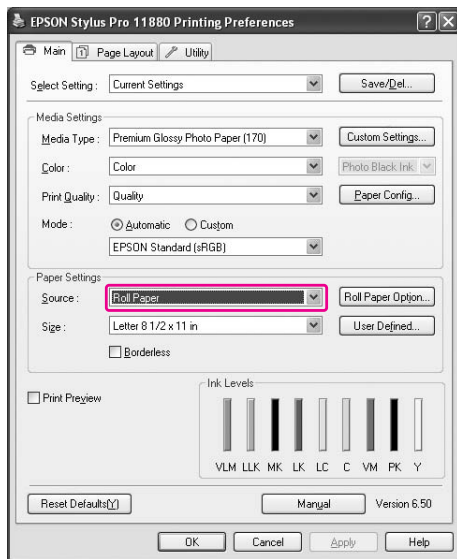 EPSON Stylus Pro 11880 Printing Preferences
Main Page Layout Utility
Select Setting : Current Settings Save/Del...
Media Settings
Media Type : Premium Glossy Photo Paper (170) Custom Settings...
Color : Color Photo Black Ink
Print Quality : Quality Paper Config...
Mode : Automatic Custom
EPSON Standard (sRGB)
Paper Settings
Source : Roll Paper Roll Paper Option...
Size : Letter 8 1/2 x 11 in User Defined...
Borderless
Print Preview
Ink Levels
VLM LLK MK LK LC C VM PK Y
Reset Defaults(Y) Manual Version 6.50
OK Cancel Apply Help